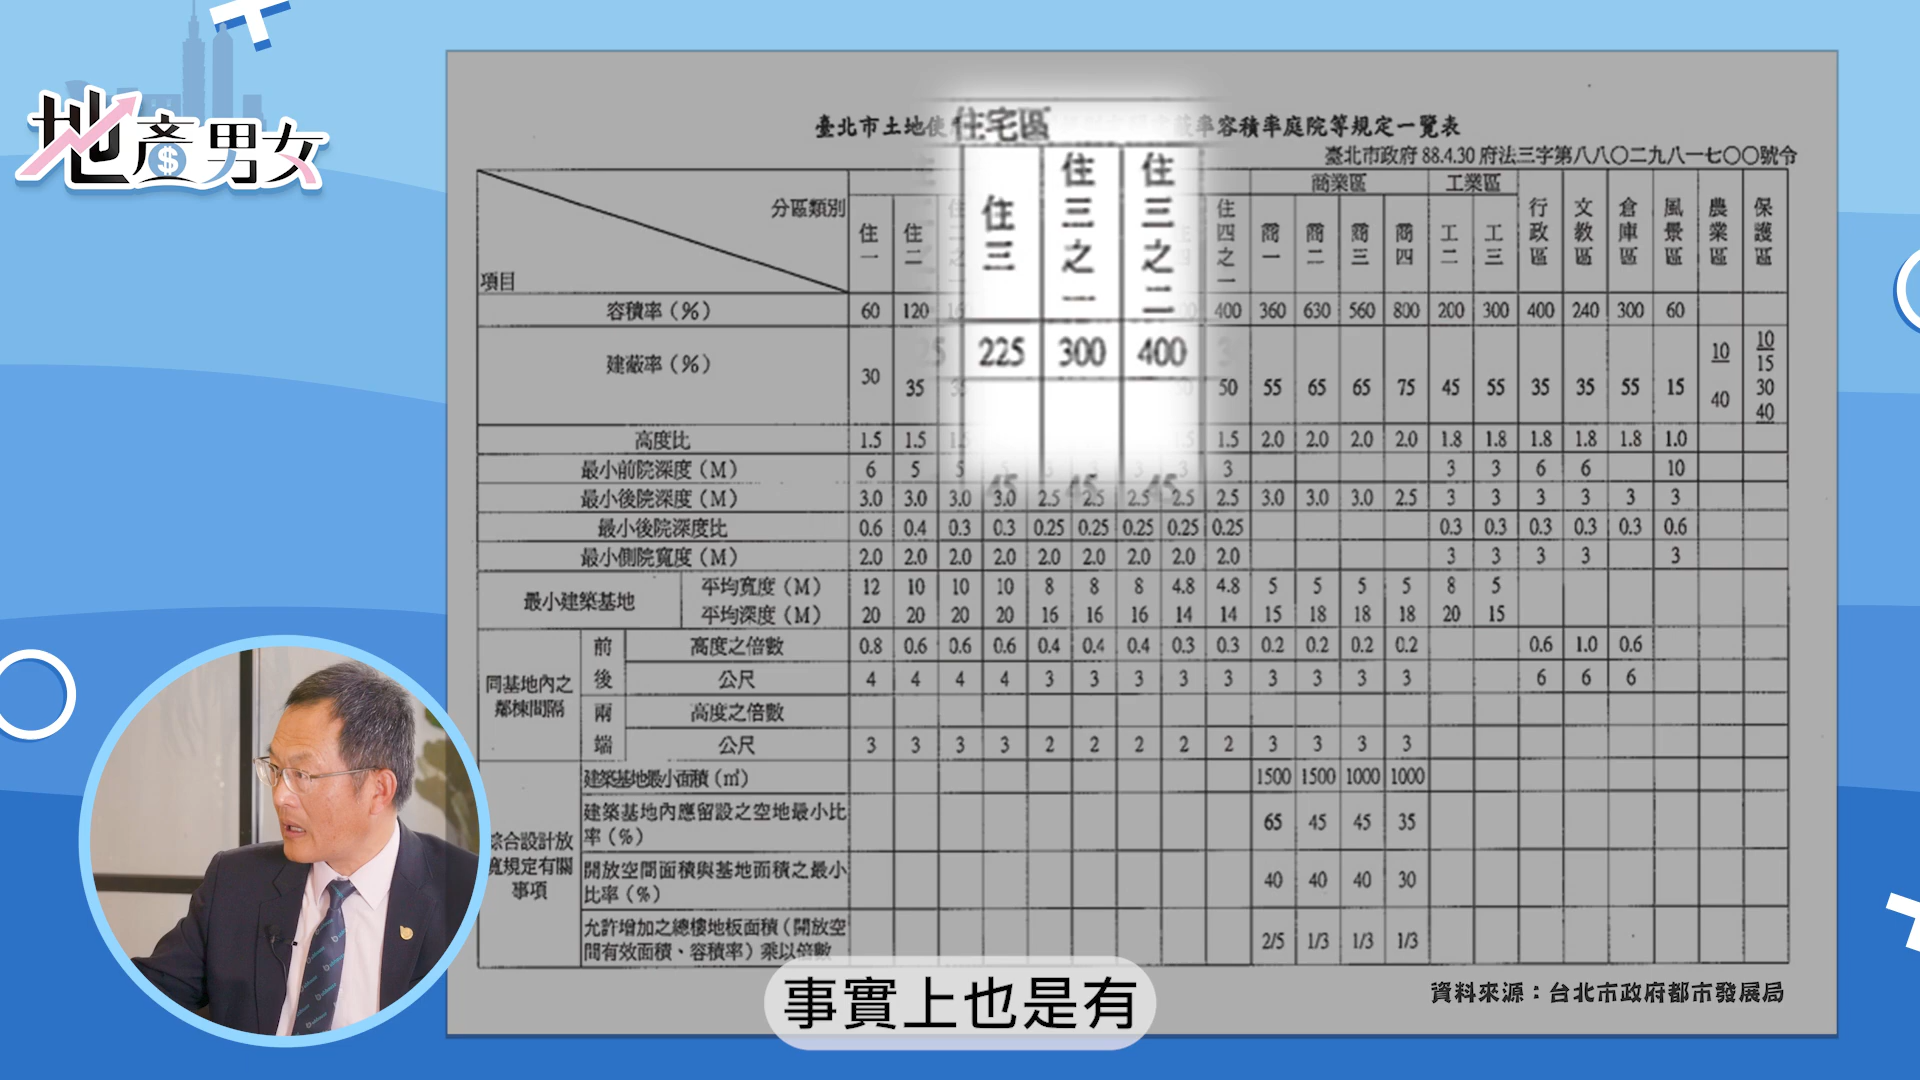 地產男女
臺北市土地使 率容積率庭院等規定一覽表
臺北市政府 88.4.30 府法三字第八八〇二九八一七〇〇號令
住宅區 商業區 工業區
分區類別
項目
住一 住二 住三 住三之一 住三之二 住四之一 商一 商二 商三 商四 工二 工三 行政區 文教區 倉庫區 風景區 農業區 保護區
容積率(%) 60 120 225 300 400 400 360 630 560 800 200 300 400 240 300 60
建蔽率(%) 30 35 50 55 65 65 75 45 55 35 35 55 15 10 40 10 15 30 40
高度比 1.5 1.5 1.5 1.5 2.0 2.0 2.0 2.0 1.8 1.8 1.8 1.8 1.8 1.0
最小前院深度(M) 6 5 5 3 3 3 3 6 6 10
最小後院深度(M) 3.0 3.0 3.0 3.0 2.5 2.5 2.5 2.5 2.5 3.0 3.0 3.0 2.5 3 3 3 3 3 3
最小後院深度比 0.6 0.4 0.3 0.3 0.25 0.25 0.25 0.25 0.25 0.3 0.3 0.3 0.3 0.3 0.6
最小側院寬度(M) 2.0 2.0 2.0 2.0 2.0 2.0 2.0 2.0 2.0 3 3 3 3 3
最小建築基地
平均寬度(M) 12 10 10 10 8 8 8 4.8 4.8 5 5 5 5 8 5
平均深度(M) 20 20 20 20 16 16 16 14 14 15 18 18 18 20 15
同基地內之
鄰棟間隔
前後
高度之倍數 0.8 0.6 0.6 0.6 0.4 0.4 0.4 0.3 0.3 0.2 0.2 0.2 0.2 0.6 1.0 0.6
公尺 4 4 4 4 3 3 3 3 3 3 3 3 3 6 6 6
兩端
高度之倍數
公尺 3 3 3 3 2 2 2 2 2 3 3 3 3
綜合設計放
寬規定有關
事項
建築基地最小面積(㎡) 1500 1500 1000 1000
建築基地內應留設之空地最小比
率(%) 65 45 45 35
開放空間面積與基地面積之最小
比率(%) 40 40 40 30
允許增加之總樓地板面積(開放空
間有效面積、容積率)乘以倍數 2/5 1/3 1/3 1/3
資料來源：台北市政府都市發展局
事實上也是有